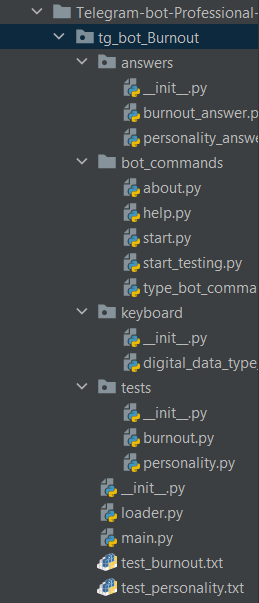 Telegram-bot-Professional-
tg_bot_Burnout
answers
__init__.py
burnout_answer.p
personality_answe
bot_commands
about.py
help.py
start.py
start_testing.py
type_bot_comma
keyboard
__init__.py
digital_data_type_
tests
__init__.py
burnout.py
personality.py
__init__.py
loader.py
main.py
test_burnout.txt
test_personality.txt